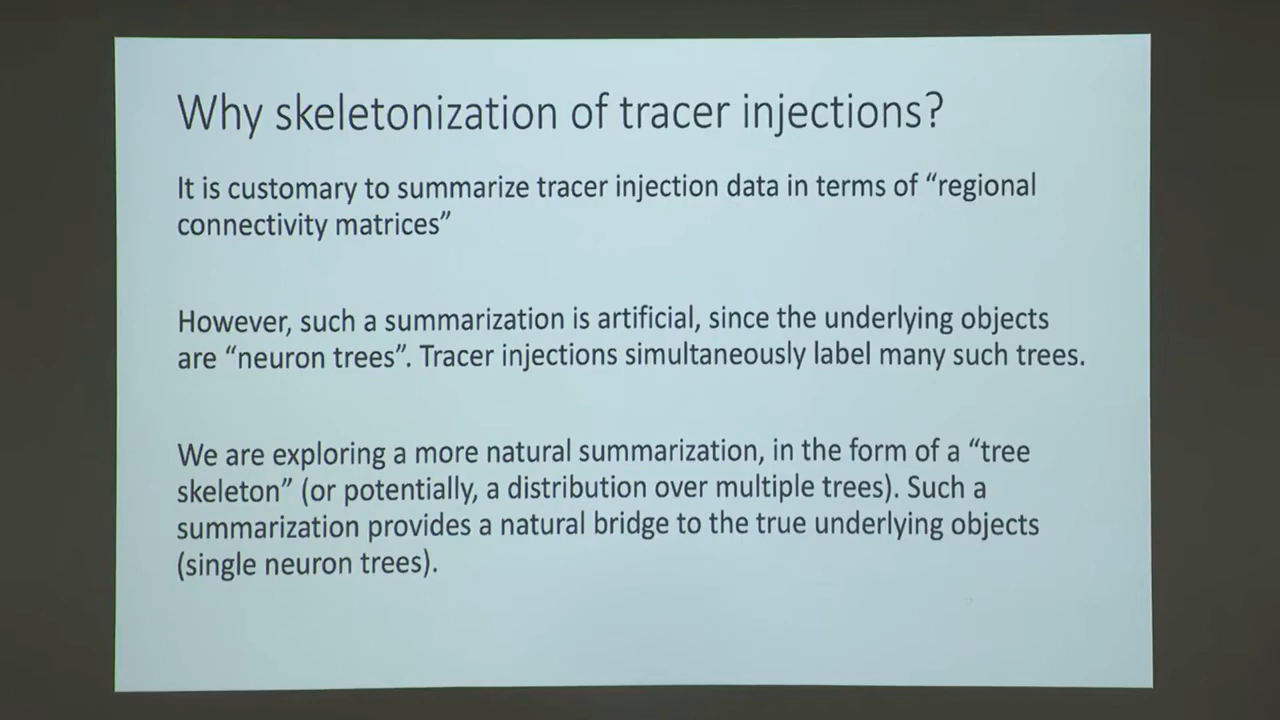 Why skeletonization of tracer injections?
It is customary to summarize tracer injection data in terms of “regional
connectivity matrices”
However, such a summarization is artificial, since the underlying objects
are “neuron trees”. Tracer injections simultaneously label many such trees.
We are exploring a more natural summarization, in the form of a “tree
skeleton” (or potentially, a distribution over multiple trees). Such a
summarization provides a natural bridge to the true underlying objects
(single neuron trees).